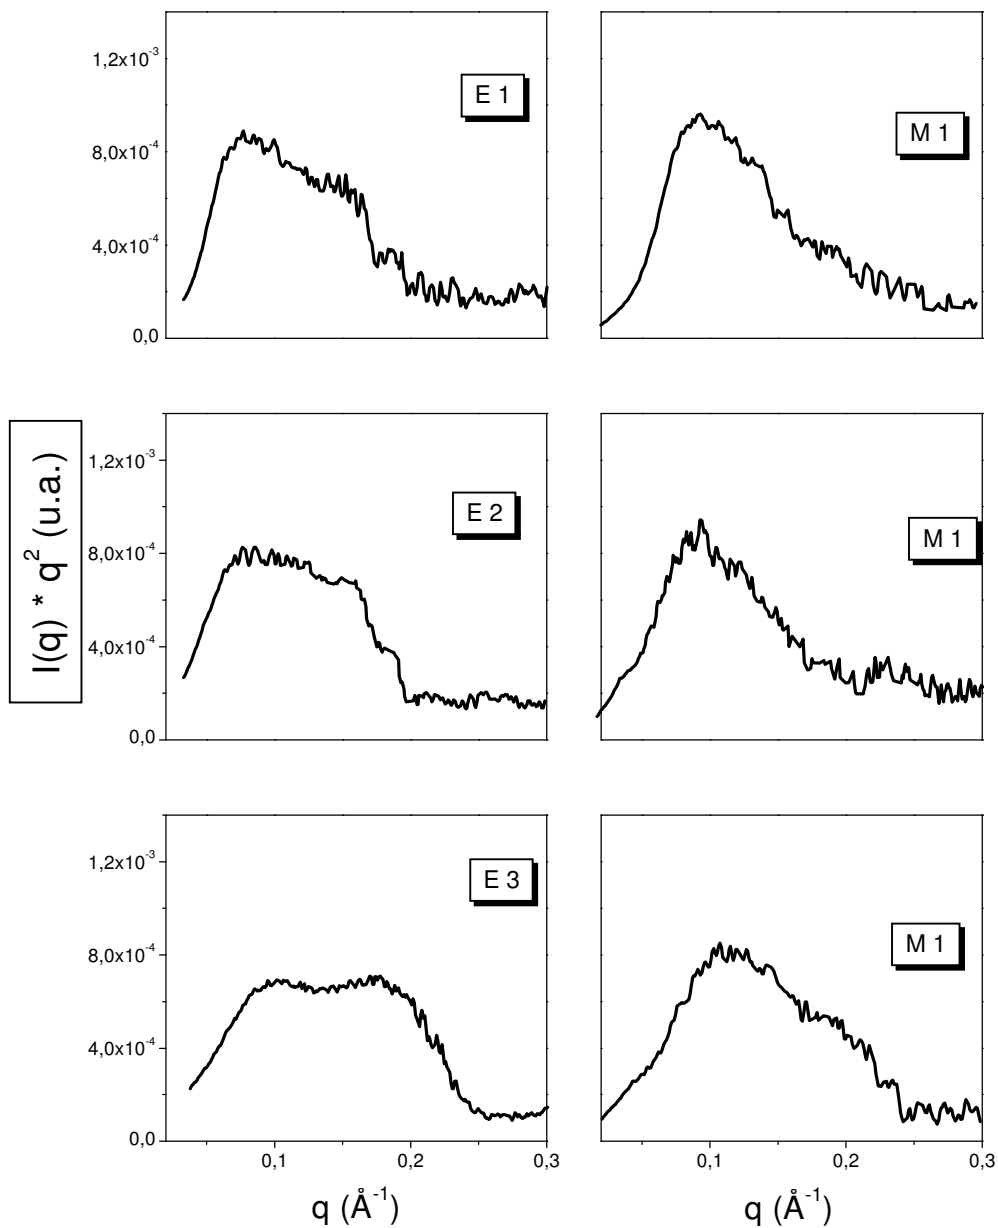 1,2x10⁻³
8,0x10⁻⁴
4,0x10⁻⁴
0,0
E 1
M 1
I(q) * q² (u.a.)
1,2x10⁻³
8,0x10⁻⁴
4,0x10⁻⁴
0,0
E 2
M 1
1,2x10⁻³
8,0x10⁻⁴
4,0x10⁻⁴
0,0
E 3
M 1
0,1 0,2 0,3
0,1 0,2 0,3
q (Å⁻¹)
q (Å⁻¹)